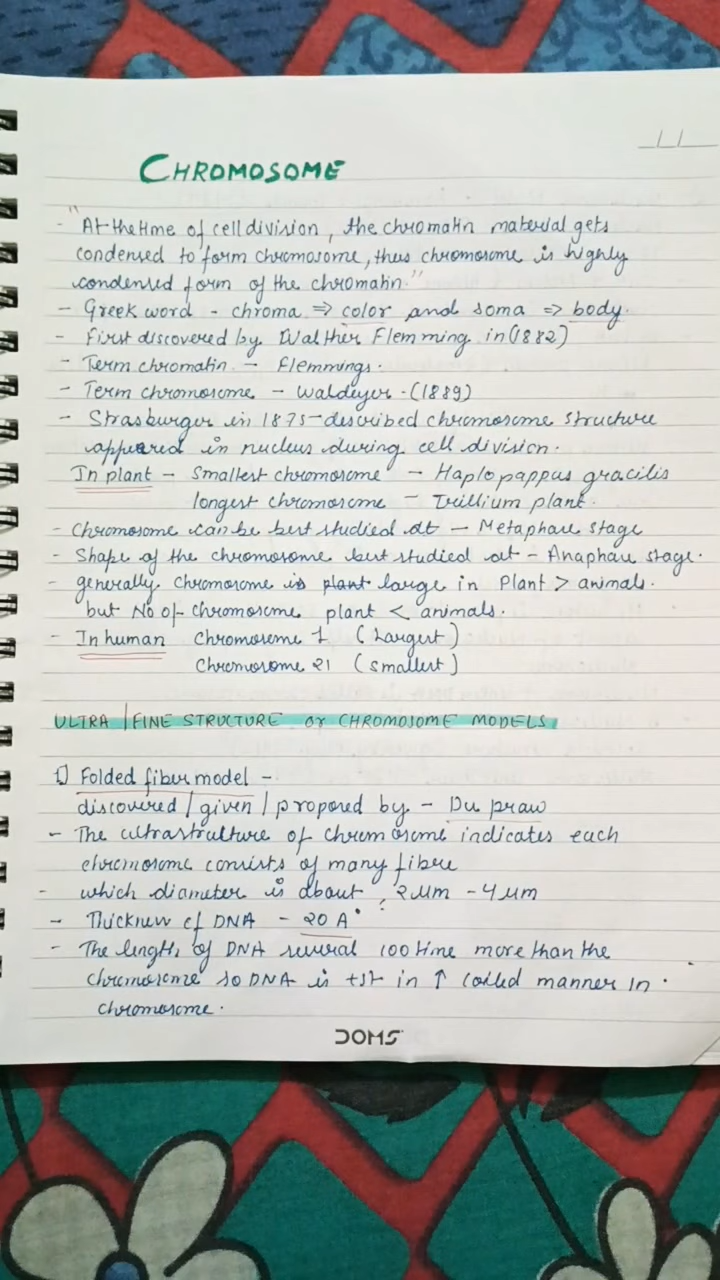 CHROMOSOME
- "At the time of cell division, the chromatin material gets
condensed to form chromosome, thus chromosome is highly
condensed form of the chromatin."
- Greek word - chroma ⇒ color and soma ⇒ body.
- First discovered by Walther Flemming in (1882)
- Term chromatin - Flemmings.
- Term chromosome - Waldeyer - (1889)
- Strasburger in 1875 - described chromosome structure
appeared in nucleus during cell division.
In plant - Smallest chromosome - Haplopappus gracilis
longest chromosome - Trillium plant.
- Chromosome can be best studied at - Metaphase stage
- Shape of the chromosome best studied at - Anaphase stage.
- generally chromosome is plant large in Plant > animals.
but No of chromosome plant < animals.
- In human Chromosome 1 (Largest)
Chromosome 21 (smallest)
ULTRA | FINE STRUCTURE or CHROMOSOME MODELS
1) Folded fiber model -
discovered / given / proposed by - Du praw
- The ultrastructure of chromosome indicates each
chromosome consists of many fibre
- which diameter is about 2 um - 4 um
- Thickness of DNA - 20 A°
- The length of DNA several 100 time more than the
chromosome so DNA is +st in ↑ coiled manner in
chromosome.
DOMS